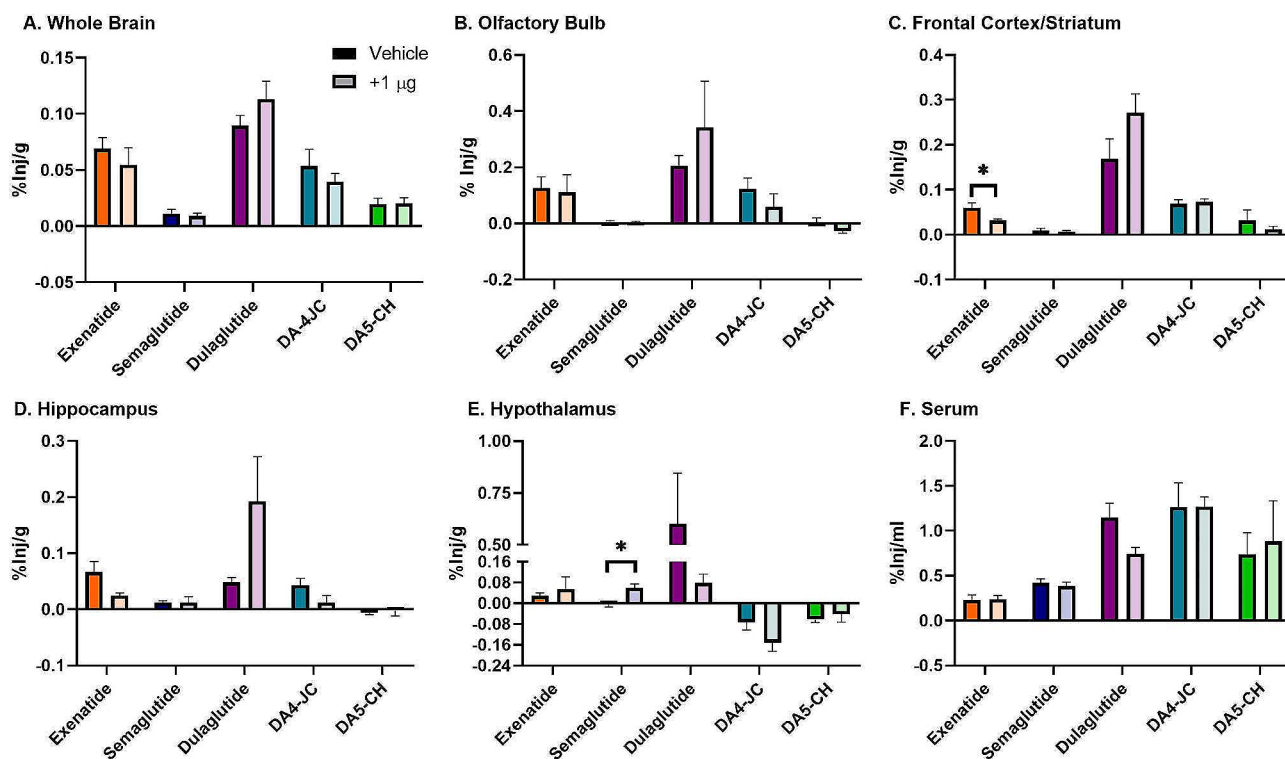 A. Whole Brain
Vehicle
+1 μg
%Inj/g
0.15
0.10
0.05
0.00
-0.05
Exenatide
Semaglutide
Dulaglutide
DA-4JC
DA5-CH
B. Olfactory Bulb
% Inj/g
0.6
0.4
0.2
0.0
-0.2
Exenatide
Semaglutide
Dulaglutide
DA4-JC
DA5-CH
C. Frontal Cortex/Striatum
%Inj/g
0.4
0.3
0.2
0.1
0.0
-0.1
*
Exenatide
Semaglutide
Dulaglutide
DA4-JC
DA5-CH
D. Hippocampus
%Inj/g
0.3
0.2
0.1
0.0
-0.1
Exenatide
Semaglutide
Dulaglutide
DA4-JC
DA5-CH
E. Hypothalamus
%Inj/g
1.00
0.75
0.50
0.16
0.08
0.00
-0.08
-0.16
-0.24
*
Exenatide
Semaglutide
Dulaglutide
DA4-JC
DA5-CH
F. Serum
%Inj/ml
2.0
1.5
1.0
0.5
0.0
-0.5
Exenatide
Semaglutide
Dulaglutide
DA4-JC
DA5-CH